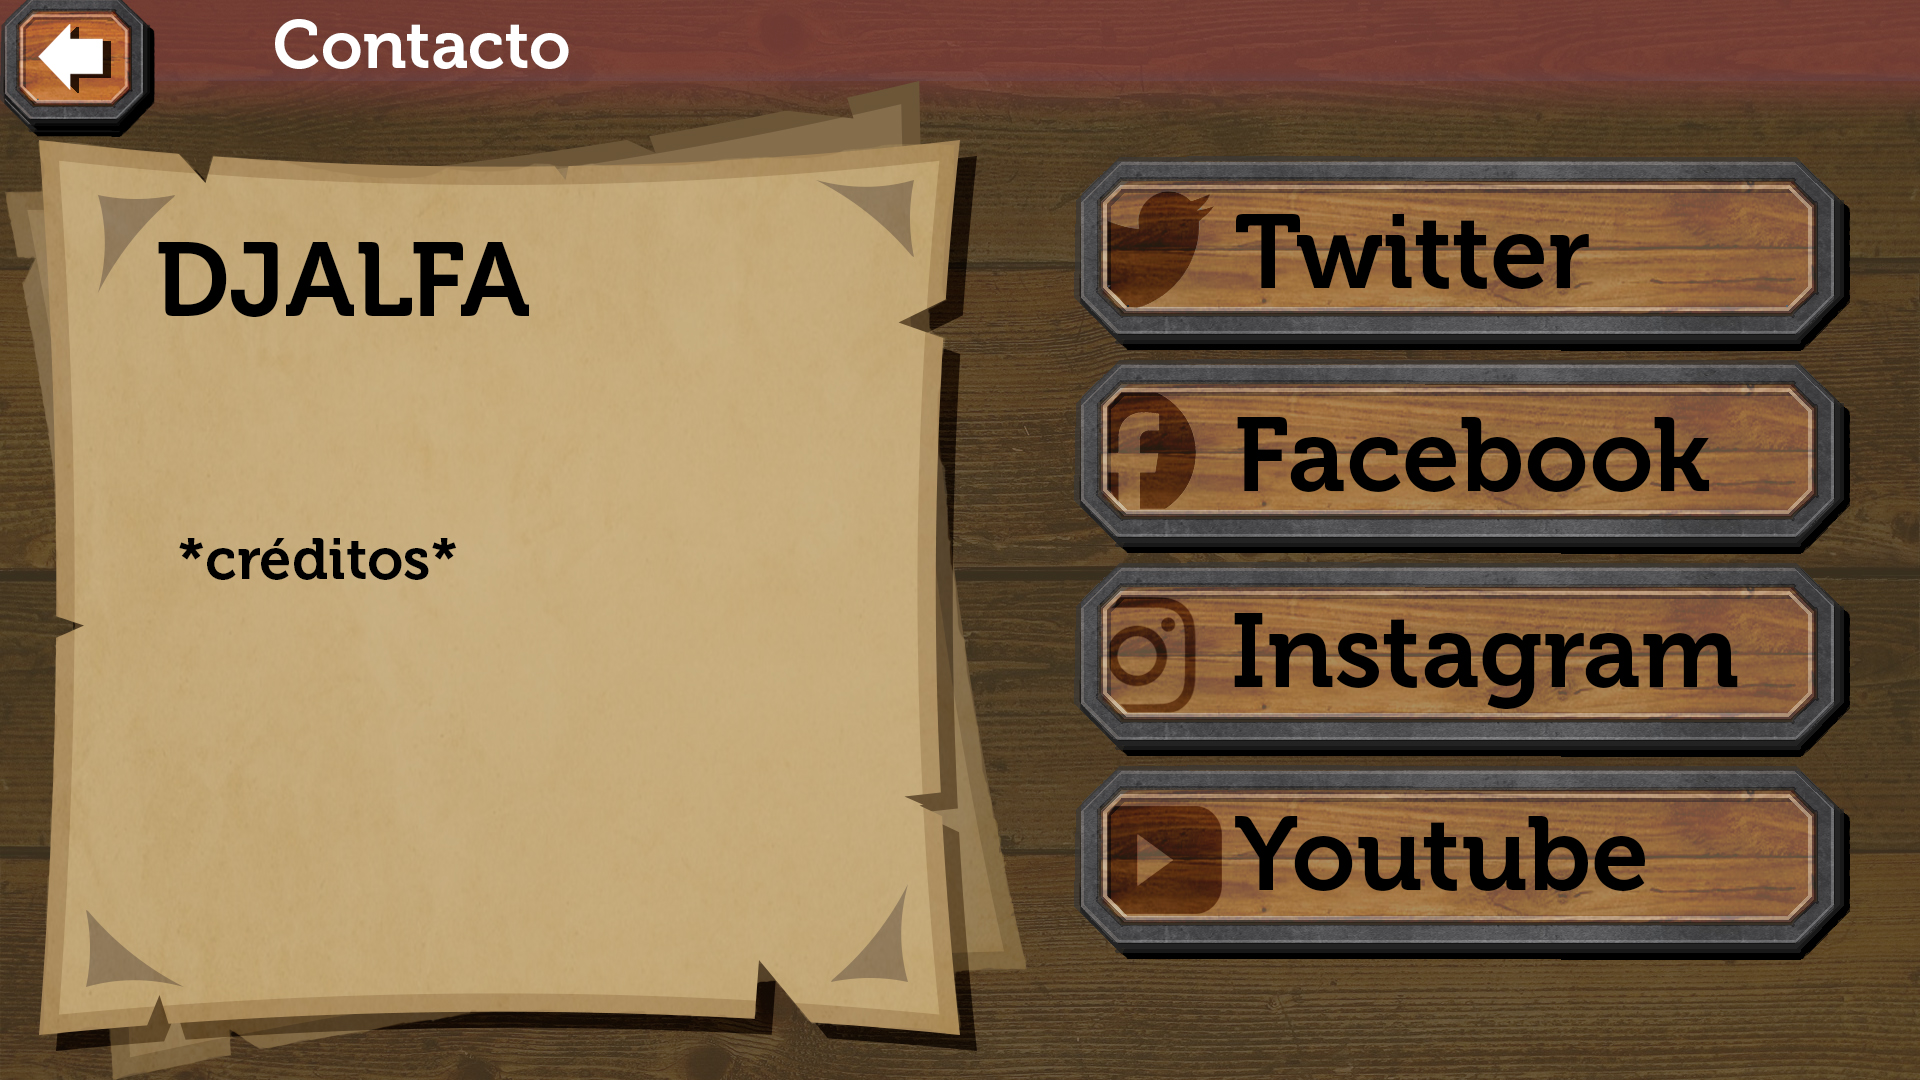 Contacto
DJALFA
*créditos*
Twitter
Facebook
Instagram
Youtube